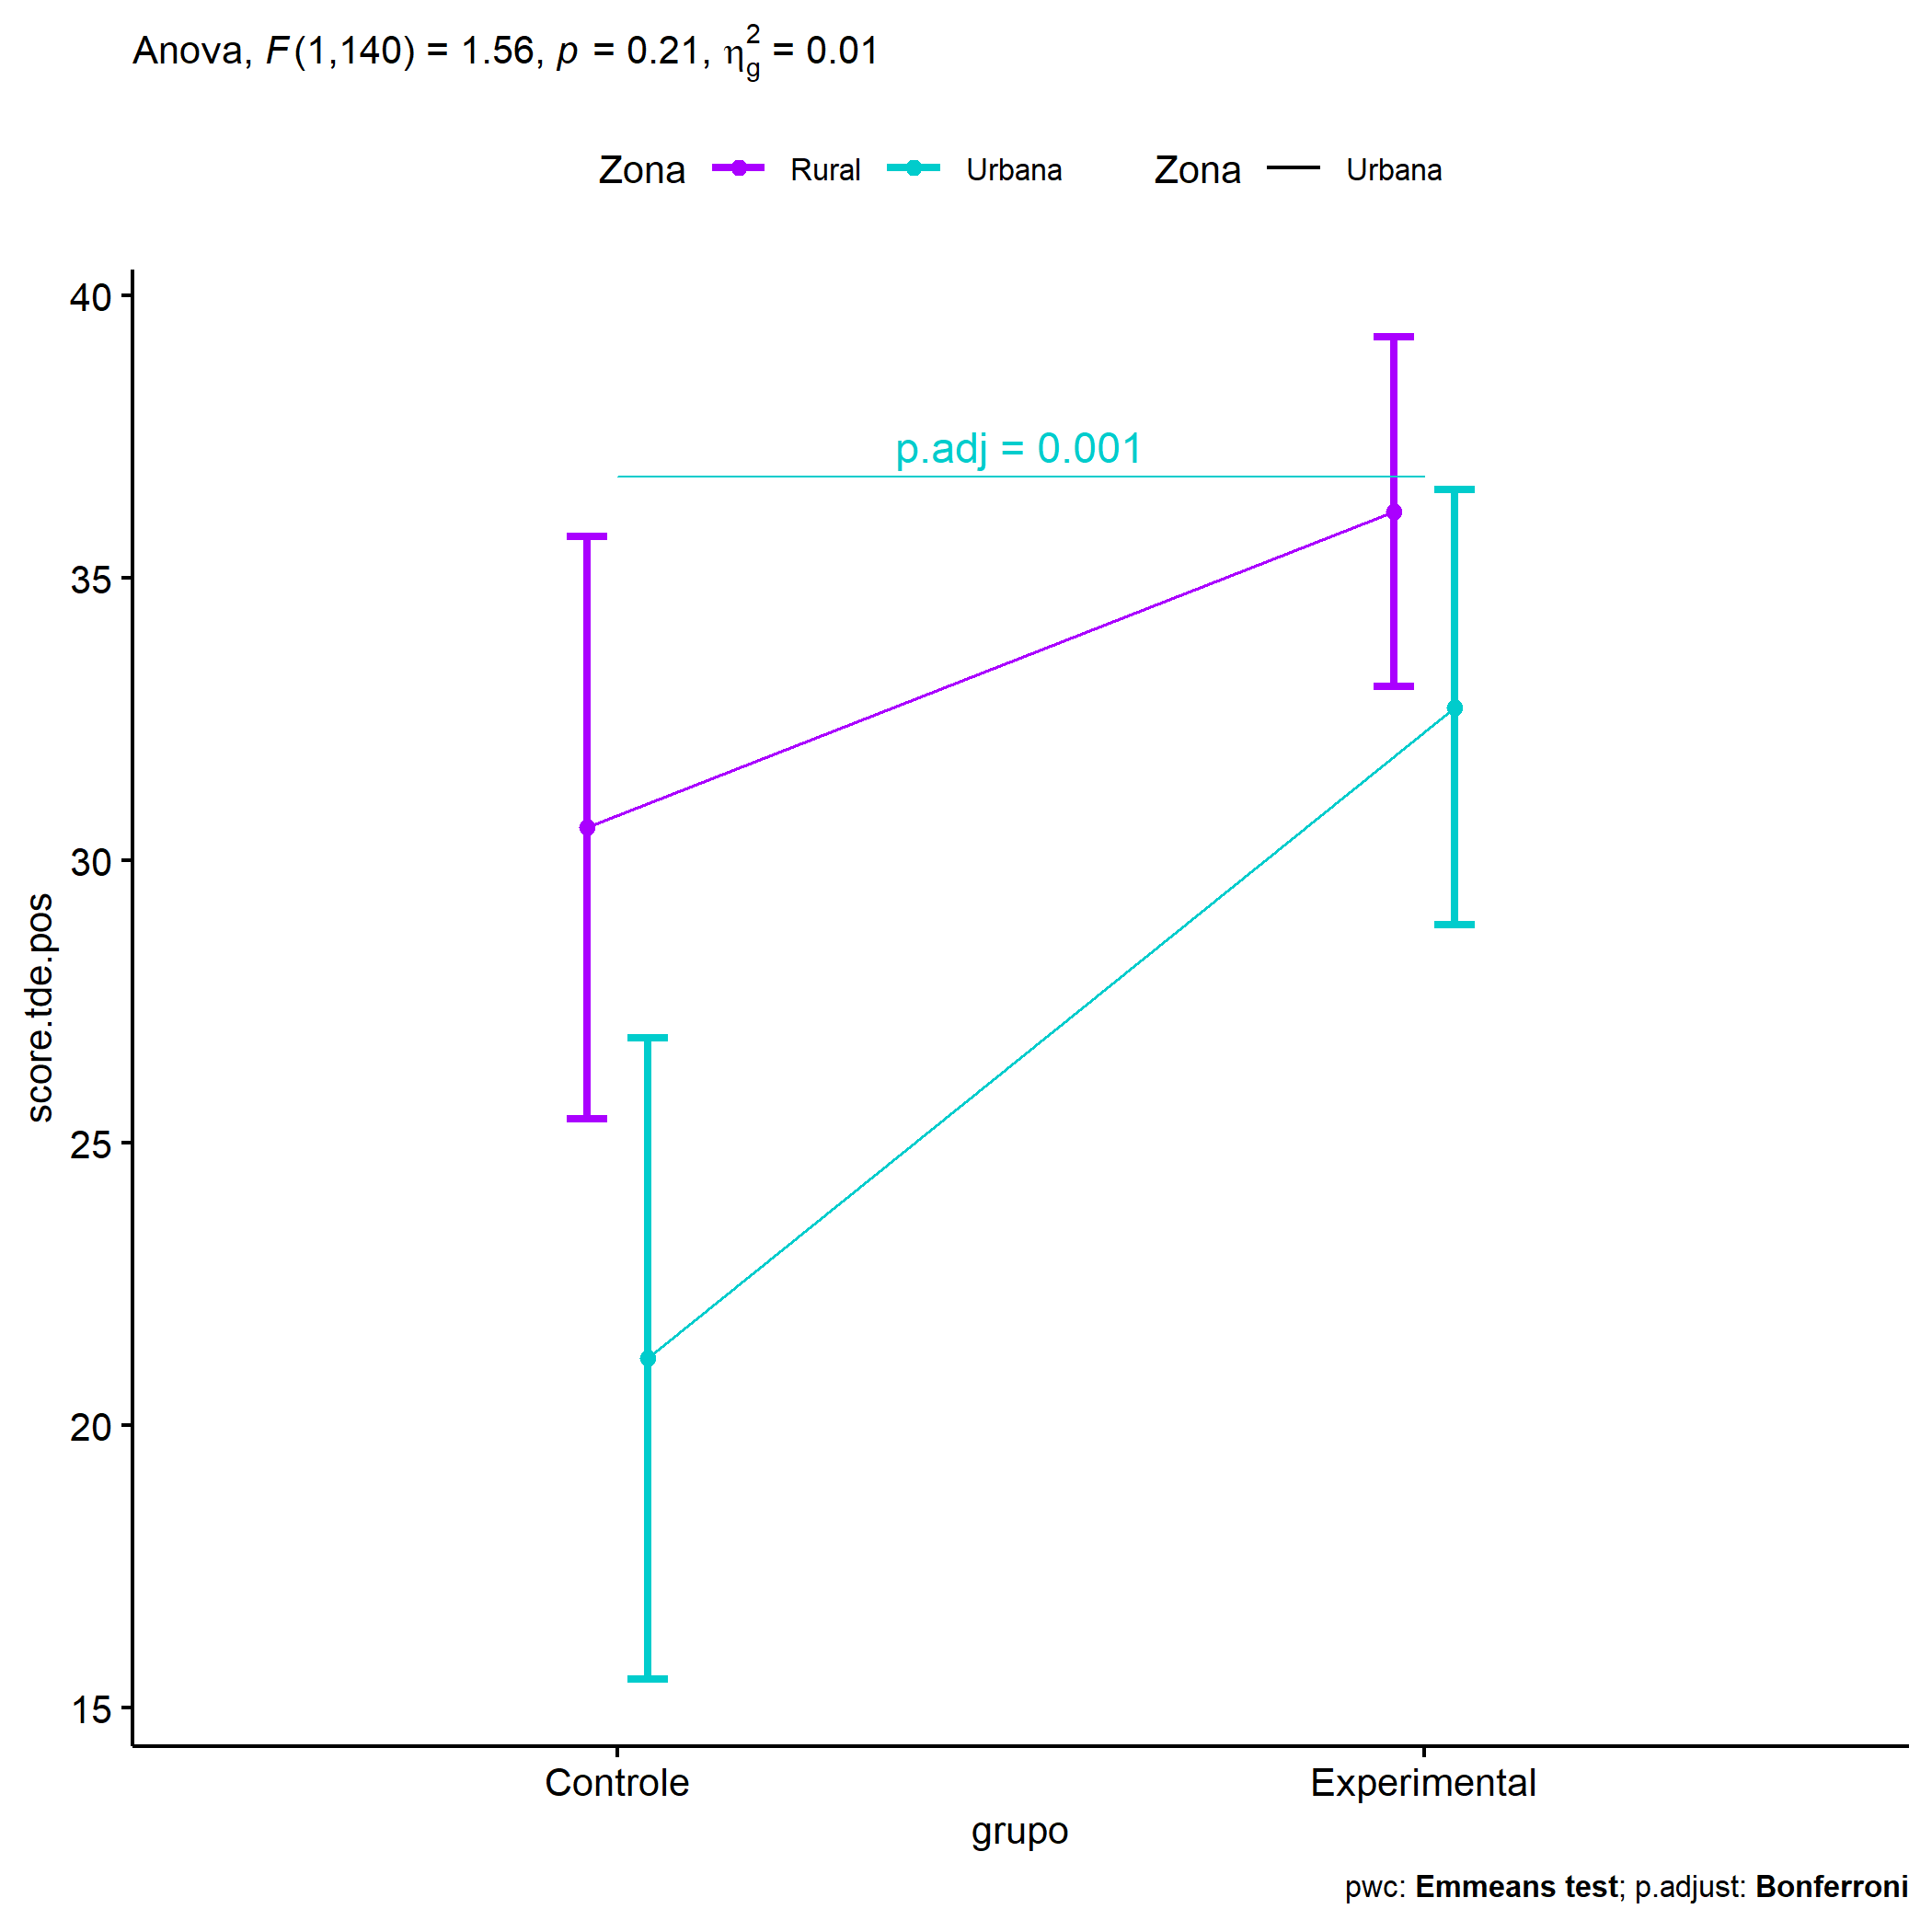 Anova, F(1,140) = 1.56, p = 0.21, η²g = 0.01
Zona Rural Urbana Zona Urbana
40
p.adj = 0.001
35
30
25
20
15
score.tde.pos
Controle Experimental
grupo
pwc: Emmeans test; p.adjust: Bonferroni